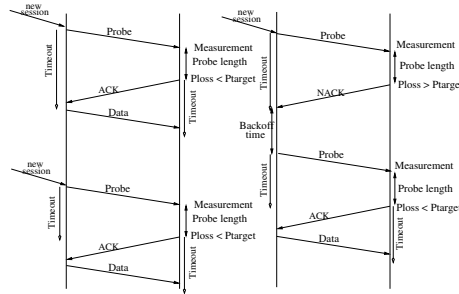 new
session
Probe
Timeout
Measurement
Probe length
Ploss < Ptarget
ACK
Timeout
Data
new
session
Probe
Timeout
Measurement
Probe length
Ploss < Ptarget
ACK
Timeout
Data
new
session
Probe
Timeout
Measurement
Probe length
Ploss > Ptarge
NACK
Backoff
time
Probe
Timeout
Measurement
Probe length
Ploss < Ptarge
ACK
Timeout
Data